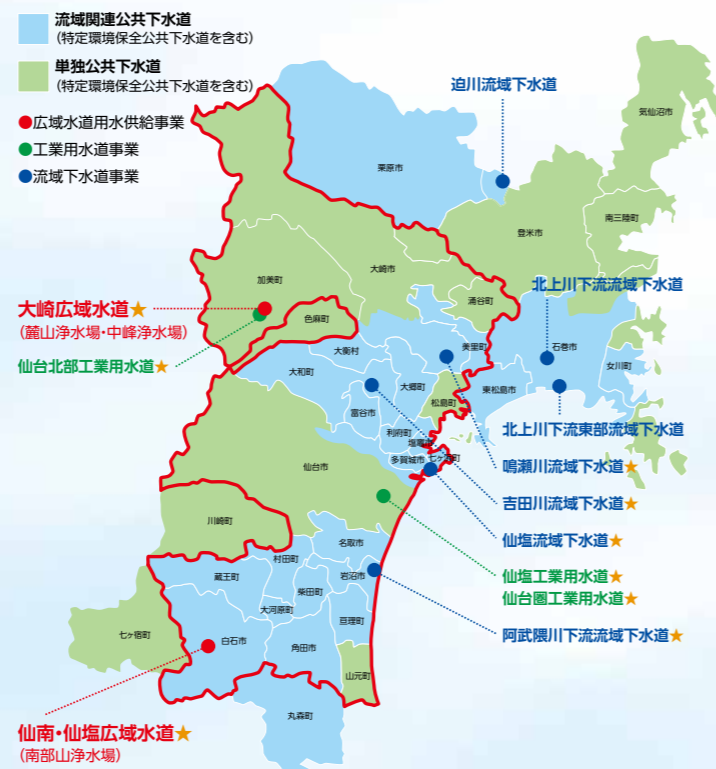 流域関連公共下水道
（特定環境保全公共下水道を含む）
単独公共下水道
（特定環境保全公共下水道を含む）
●広域水道用水供給事業
●工業用水道事業
●流域下水道事業
迫川流域下水道
気仙沼市
栗原市
南三陸町
登米市
加美町
大崎市
涌谷町
北上川下流流域下水道
大崎広域水道★
（麓山浄水場・中峰浄水場）
色麻町
仙台北部工業用水道★
大衡村
美里町
石巻市
女川町
大和町
大郷町
東松島市
松島町
富谷市
利府町
塩竈市
北上川下流東部流域下水道
多賀城市
七ヶ浜町
鳴瀬川流域下水道★
仙台市
吉田川流域下水道★
川崎町
仙塩流域下水道★
名取市
村田町
岩沼市
仙塩工業用水道★
仙台圏工業用水道★
蔵王町
柴田町
大河原町
亘理町
七ヶ宿町
白石市
角田市
阿武隈川下流流域下水道★
山元町
丸森町
仙南・仙塩広域水道★
（南部山浄水場）